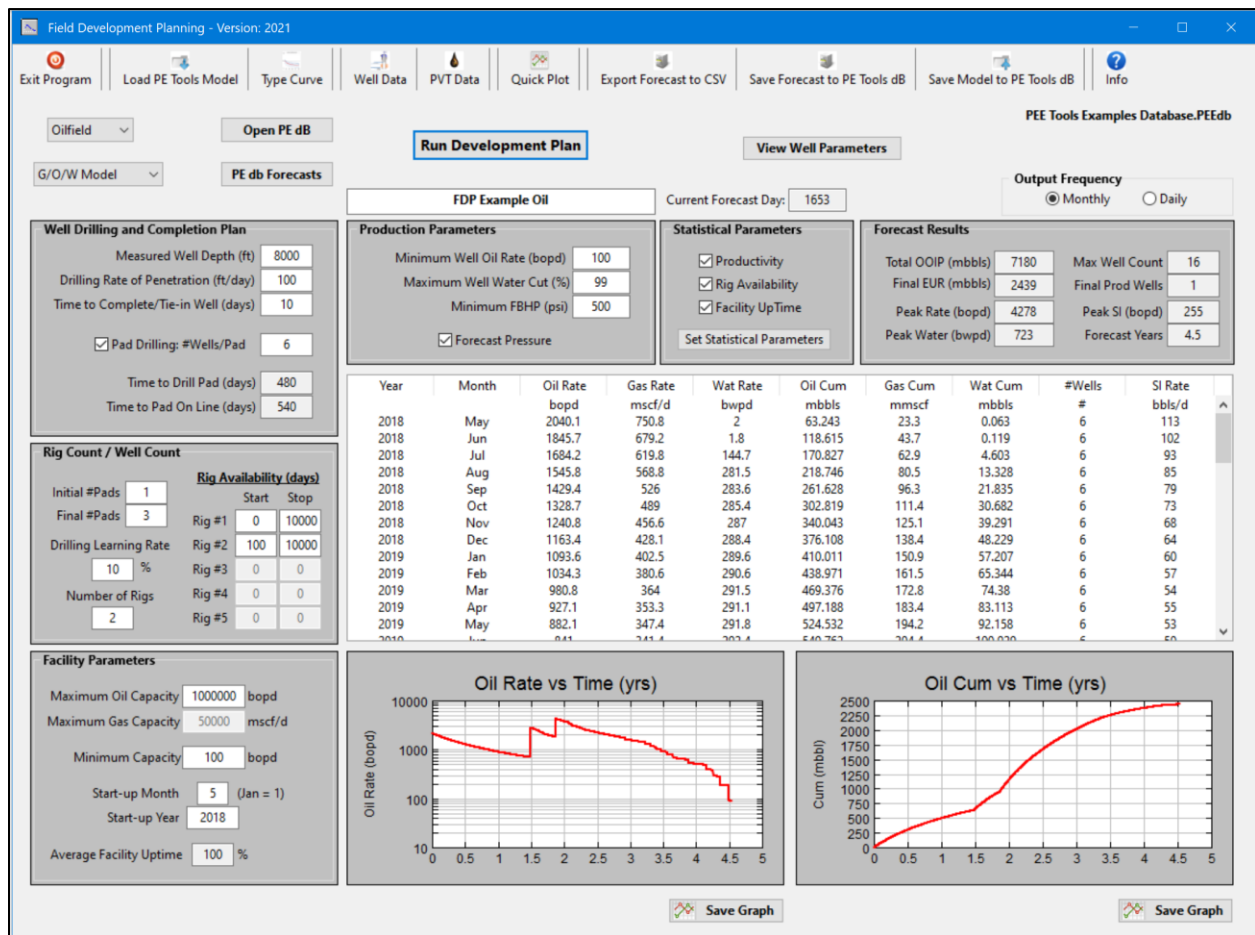 Field Development Planning - Version: 2021
Exit Program Load PE Tools Model Type Curve Well Data PVT Data Quick Plot Export Forecast to CSV Save Forecast to PE Tools dB Save Model to PE Tools dB Info
PEE Tools Examples Database.PEEdb
Oilfield Open PE dB
Run Development Plan View Well Parameters
G/O/W Model PE db Forecasts
Output Frequency
Monthly Daily
FDP Example Oil Current Forecast Day: 1653
Well Drilling and Completion Plan
Measured Well Depth (ft) 8000
Drilling Rate of Penetration (ft/day) 100
Time to Complete/Tie-in Well (days) 10
Pad Drilling: #Wells/Pad 6
Time to Drill Pad (days) 480
Time to Pad On Line (days) 540
Production Parameters
Minimum Well Oil Rate (bopd) 100
Maximum Well Water Cut (%) 99
Minimum FBHP (psi) 500
Forecast Pressure
Statistical Parameters
Productivity
Rig Availability
Facility UpTime
Set Statistical Parameters
Forecast Results
Total OOIP (mbbls) 7180 Max Well Count 16
Final EUR (mbbls) 2439 Final Prod Wells 1
Peak Rate (bopd) 4278 Peak SI (bopd) 255
Peak Water (bwpd) 723 Forecast Years 4.5
Year Month Oil Rate Gas Rate Wat Rate Oil Cum Gas Cum Wat Cum #Wells SI Rate
bopd mscf/d bwpd mbbls mmscf mbbls # bbls/d
2018 May 2040.1 750.8 2 63.243 23.3 0.063 6 113
2018 Jun 1845.7 679.2 1.8 118.615 43.7 0.119 6 102
2018 Jul 1684.2 619.8 144.7 170.827 62.9 4.603 6 93
2018 Aug 1545.8 568.8 281.5 218.746 80.5 13.328 6 85
2018 Sep 1429.4 526 283.6 261.628 96.3 21.835 6 79
2018 Oct 1328.7 489 285.4 302.819 111.4 30.682 6 73
2018 Nov 1240.8 456.6 287 340.043 125.1 39.291 6 68
2018 Dec 1163.4 428.1 288.4 376.108 138.4 48.229 6 64
2019 Jan 1093.6 402.5 289.6 410.011 150.9 57.207 6 60
2019 Feb 1034.3 380.6 290.6 438.971 161.5 65.344 6 57
2019 Mar 980.8 364 291.5 469.376 172.8 74.38 6 54
2019 Apr 927.1 353.3 291.1 497.188 183.4 83.113 6 55
2019 May 882.1 347.4 291.8 524.532 194.2 92.158 6 53
Rig Count / Well Count
Rig Availability (days)
Initial #Pads 1 Start Stop
Final #Pads 3 Rig #1 0 10000
Drilling Learning Rate Rig #2 100 10000
10 % Rig #3 0 0
Number of Rigs Rig #4 0 0
2 Rig #5 0 0
Facility Parameters
Maximum Oil Capacity 1000000 bopd
Maximum Gas Capacity 50000 mscf/d
Minimum Capacity 100 bopd
Start-up Month 5 (Jan = 1)
Start-up Year 2018
Average Facility Uptime 100 %
Oil Rate vs Time (yrs)
Oil Rate (bopd)
10000
1000
100
10
0 0.5 1 1.5 2 2.5 3 3.5 4 4.5 5
Oil Cum vs Time (yrs)
Cum (mbbl)
2500
2250
2000
1750
1500
1250
1000
750
500
250
0
0 0.5 1 1.5 2 2.5 3 3.5 4 4.5 5
Save Graph Save Graph